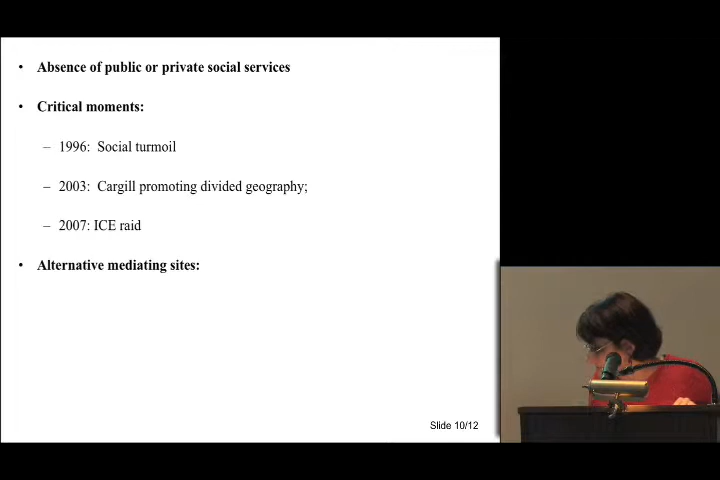 • Absence of public or private social services
• Critical moments:
– 1996: Social turmoil
– 2003: Cargill promoting divided geography;
– 2007: ICE raid
• Alternative mediating sites:
Slide 10/12